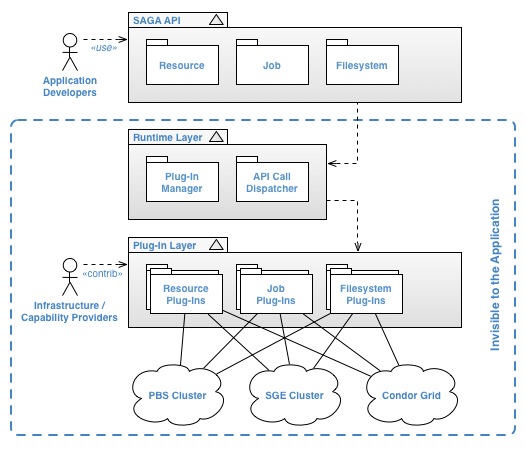 SAGA API
«use»
Resource
Job
Filesystem
Application
Developers
Runtime Layer
Plug-In
Manager
API Call
Dispatcher
Plug-In Layer
«contrib»
Resource
Plug-Ins
Job
Plug-Ins
Filesystem
Plug-Ins
Infrastructure /
Capability Providers
Invisible to the Application
PBS Cluster
SGE Cluster
Condor Grid